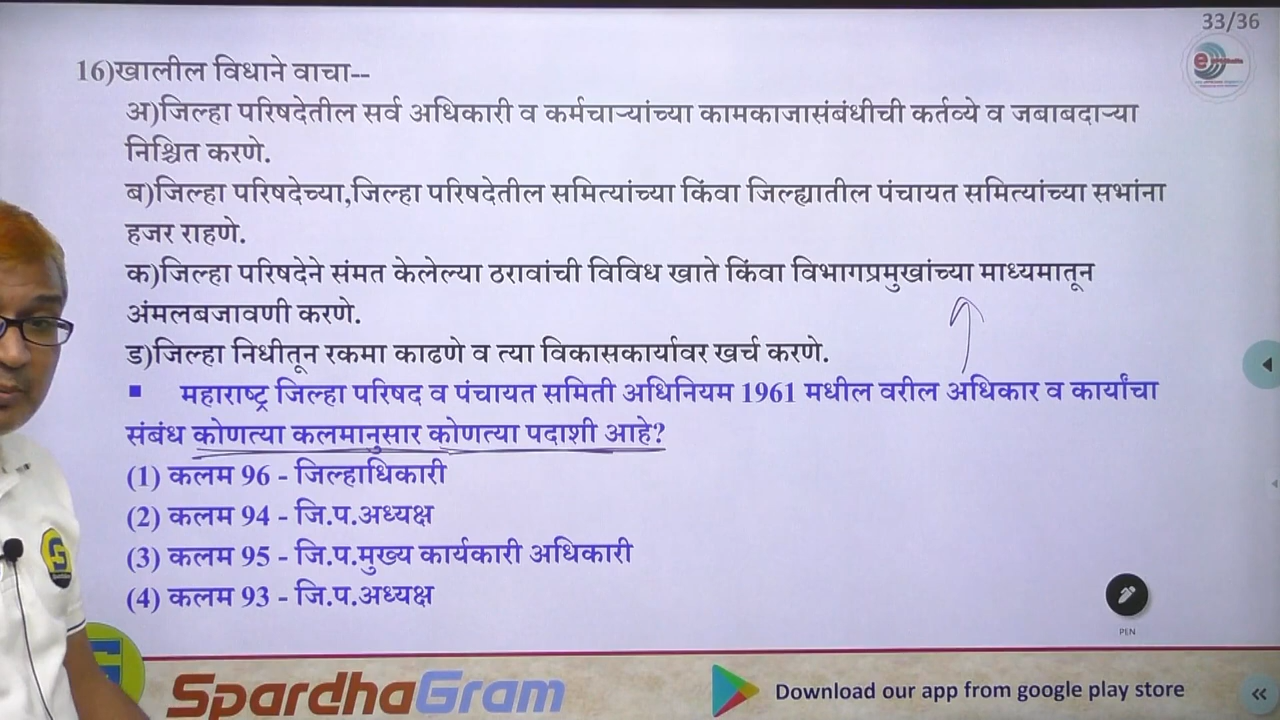 33/36
16)खालील विधाने वाचा--
अ)जिल्हा परिषदेतील सर्व अधिकारी व कर्मचाऱ्यांच्या कामकाजासंबंधीची कर्तव्ये व जबाबदाऱ्या
निश्चित करणे.
ब)जिल्हा परिषदेच्या,जिल्हा परिषदेतील समित्यांच्या किंवा जिल्ह्यातील पंचायत समित्यांच्या सभांना
हजर राहणे.
क)जिल्हा परिषदेने संमत केलेल्या ठरावांची विविध खाते किंवा विभागप्रमुखांच्या माध्यमातून
अंमलबजावणी करणे.
ड)जिल्हा निधीतून रकमा काढणे व त्या विकासकार्यावर खर्च करणे.
▪ महाराष्ट्र जिल्हा परिषद व पंचायत समिती अधिनियम 1961 मधील वरील अधिकार व कार्यांचा
संबंध कोणत्या कलमानुसार कोणत्या पदाशी आहे?
(1) कलम 96 - जिल्हाधिकारी
(2) कलम 94 - जि.प.अध्यक्ष
(3) कलम 95 - जि.प.मुख्य कार्यकारी अधिकारी
(4) कलम 93 - जि.प.अध्यक्ष
PEN
SpardhaGram
Download our app from google play store